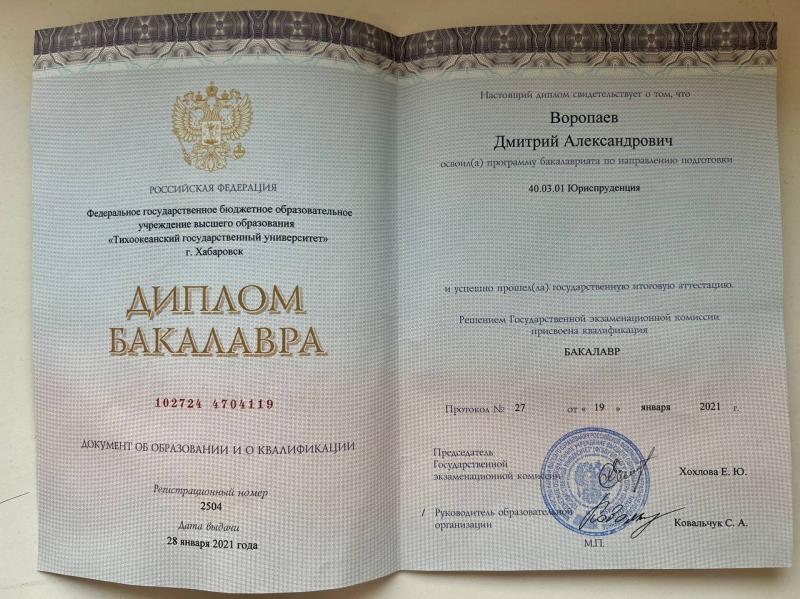 РОССИЙСКАЯ ФЕДЕРАЦИЯ
Федеральное государственное бюджетное образовательное
учреждение высшего образования
«Тихоокеанский государственный университет»
г. Хабаровск
ДИПЛОМ
БАКАЛАВРА
102724 4704119
ДОКУМЕНТ ОБ ОБРАЗОВАНИИ И О КВАЛИФИКАЦИИ
Регистрационный номер
2504
Дата выдачи
28 января 2021 года
Настоящий диплом свидетельствует о том, что
Воропаев
Дмитрий Александрович
освоил(а) программу бакалавриата по направлению подготовки
40.03.01 Юриспруденция
и успешно прошел(ла) государственную итоговую аттестацию.
Решением Государственной экзаменационной комиссии
присвоена квалификация
БАКАЛАВР
Протокол № 27 от « 19 » января 2021 г.
Председатель
Государственной
экзаменационной комиссии
Хохлова Е. Ю.
/ Руководитель образовательной
организации
Ковальчук С. А.
М.П.